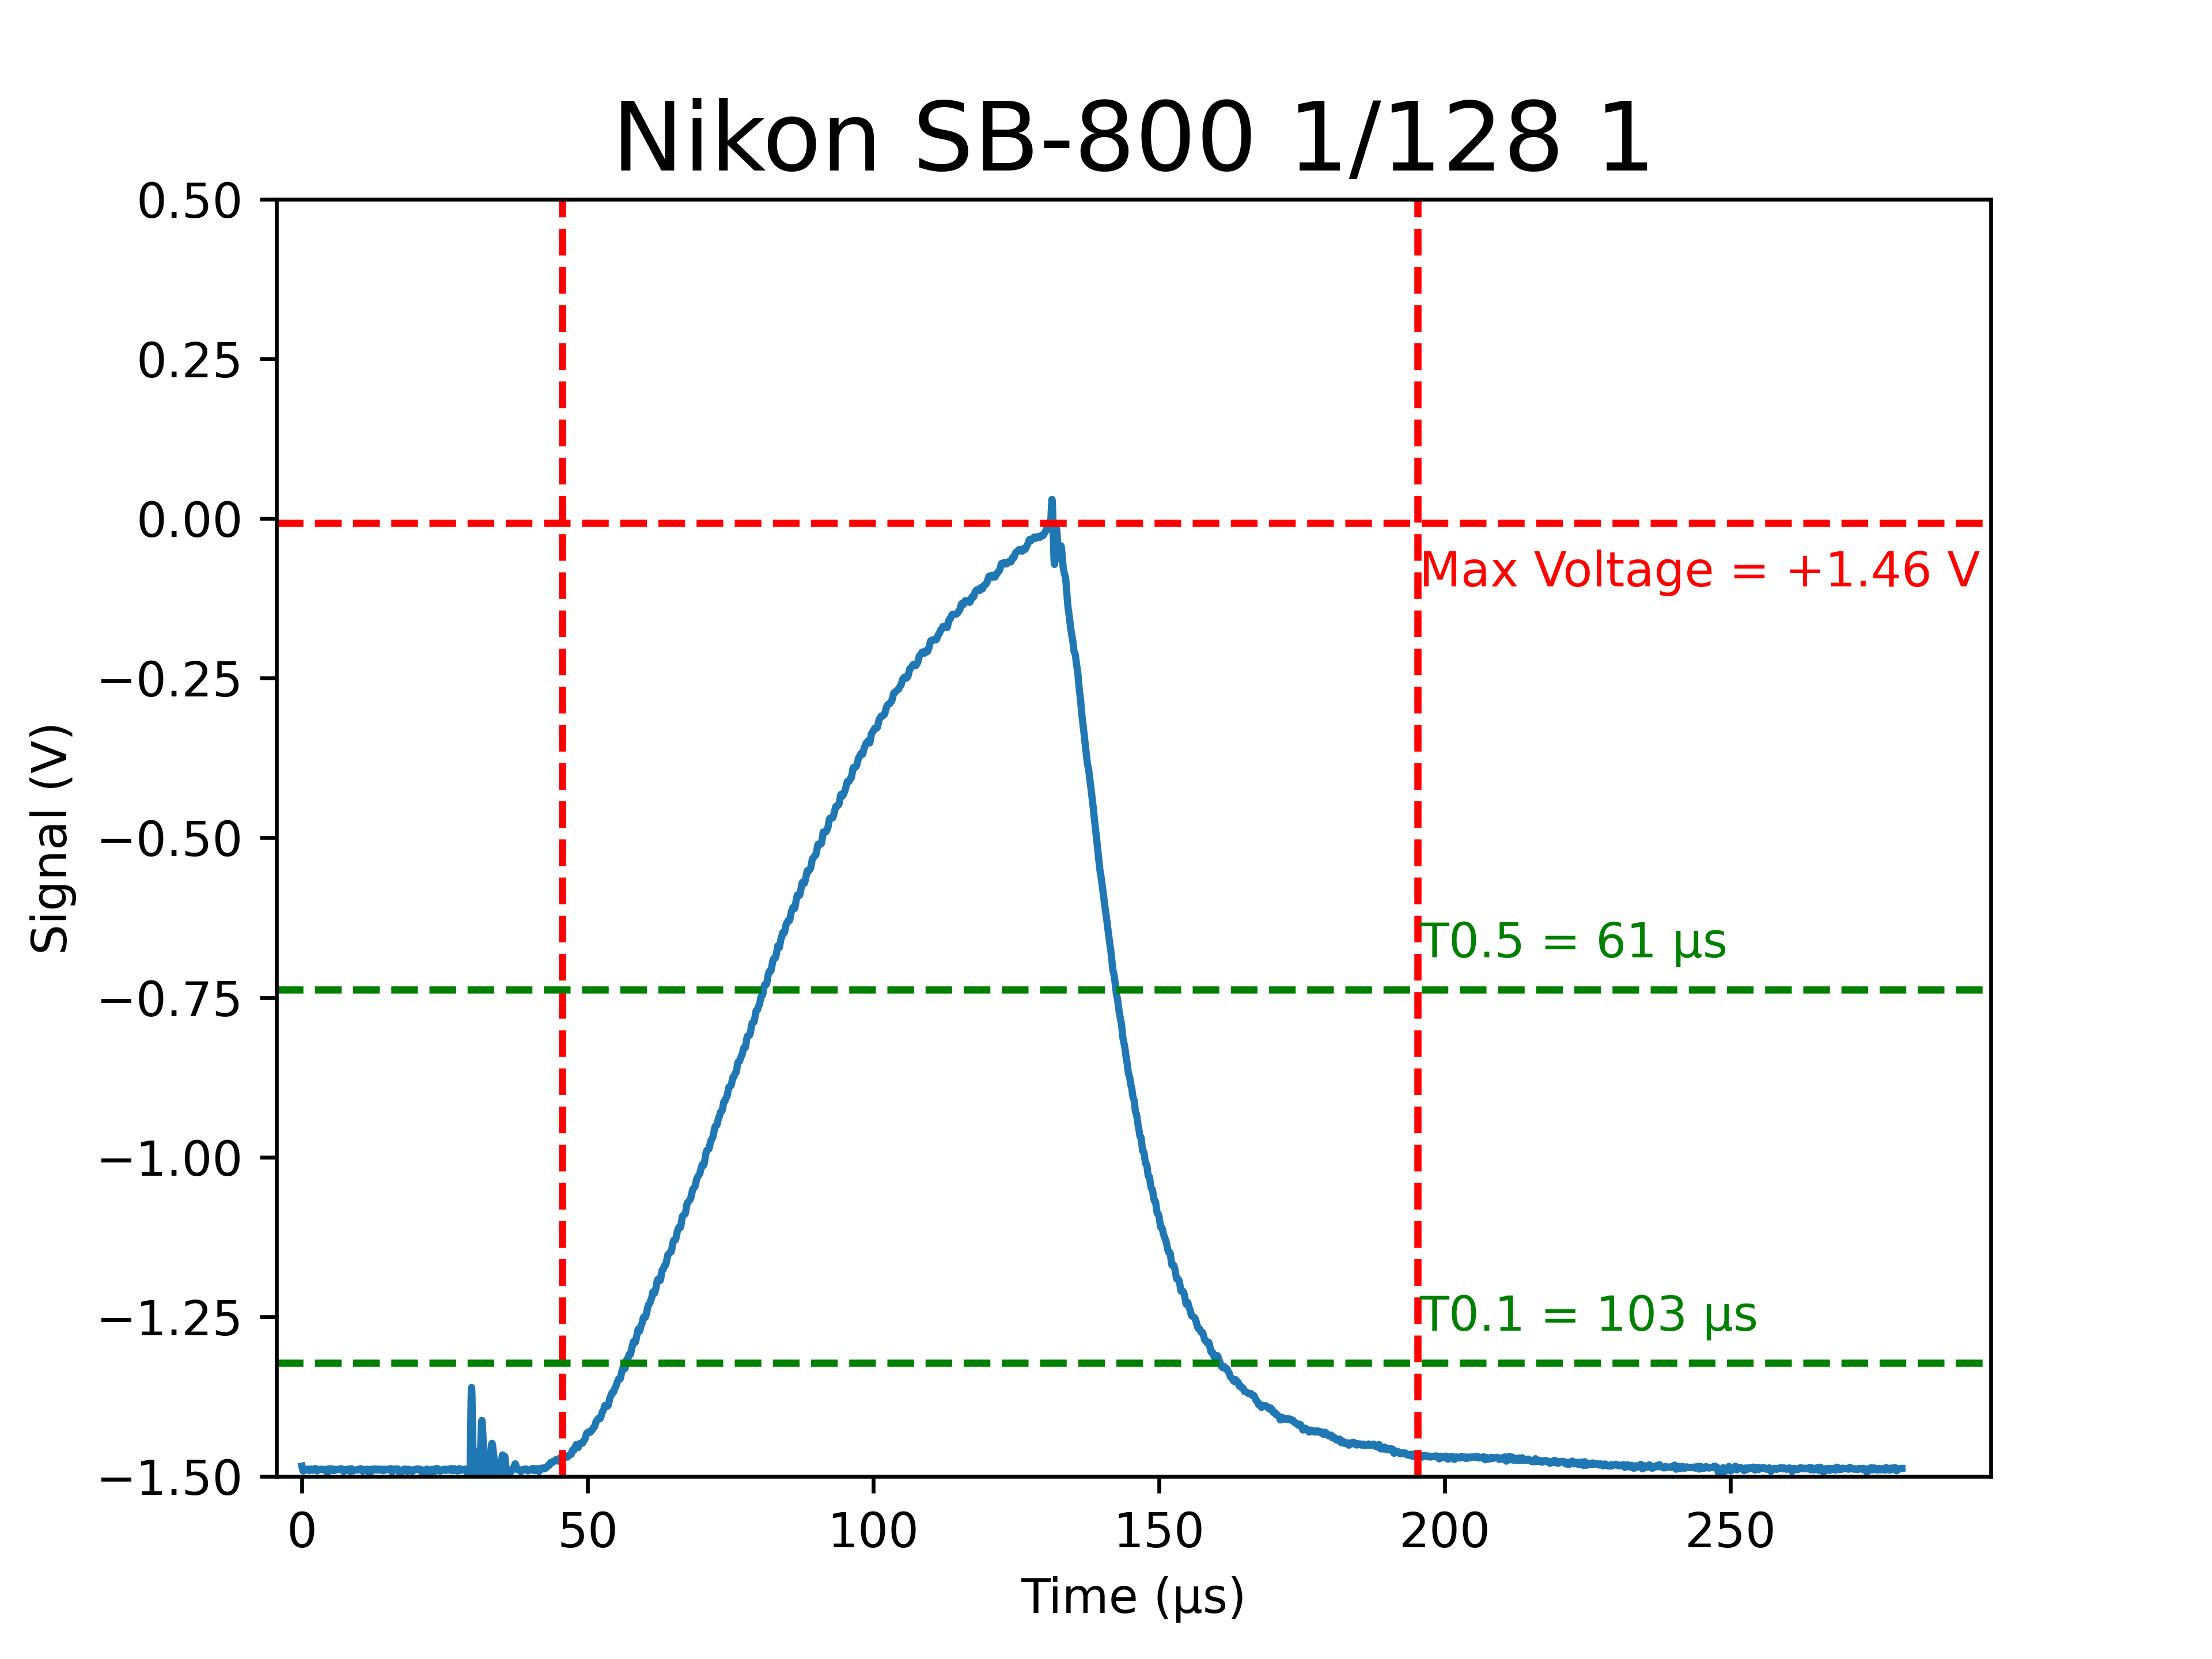 Nikon SB-800 1/128 1
0.50
0.25
0.00
Max Voltage = +1.46 V
−0.25
−0.50
Signal (V)
T0.5 = 61 µs
−0.75
−1.00
−1.25
T0.1 = 103 µs
−1.50
0 50 100 150 200 250
Time (µs)